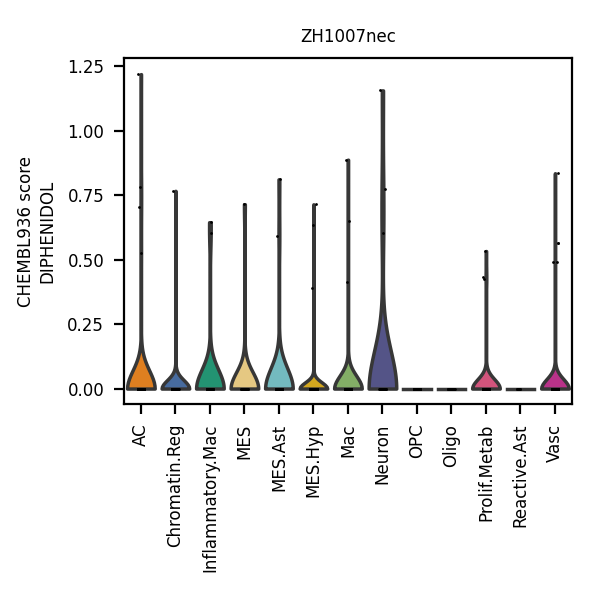 ZH1007nec
CHEMBL936 score
DIPHENIDOL
1.25
1.00
0.75
0.50
0.25
0.00
AC
Chromatin.Reg
Inflammatory.Mac
MES
MES.Ast
MES.Hyp
Mac
Neuron
OPC
Oligo
Prolif.Metab
Reactive.Ast
Vasc